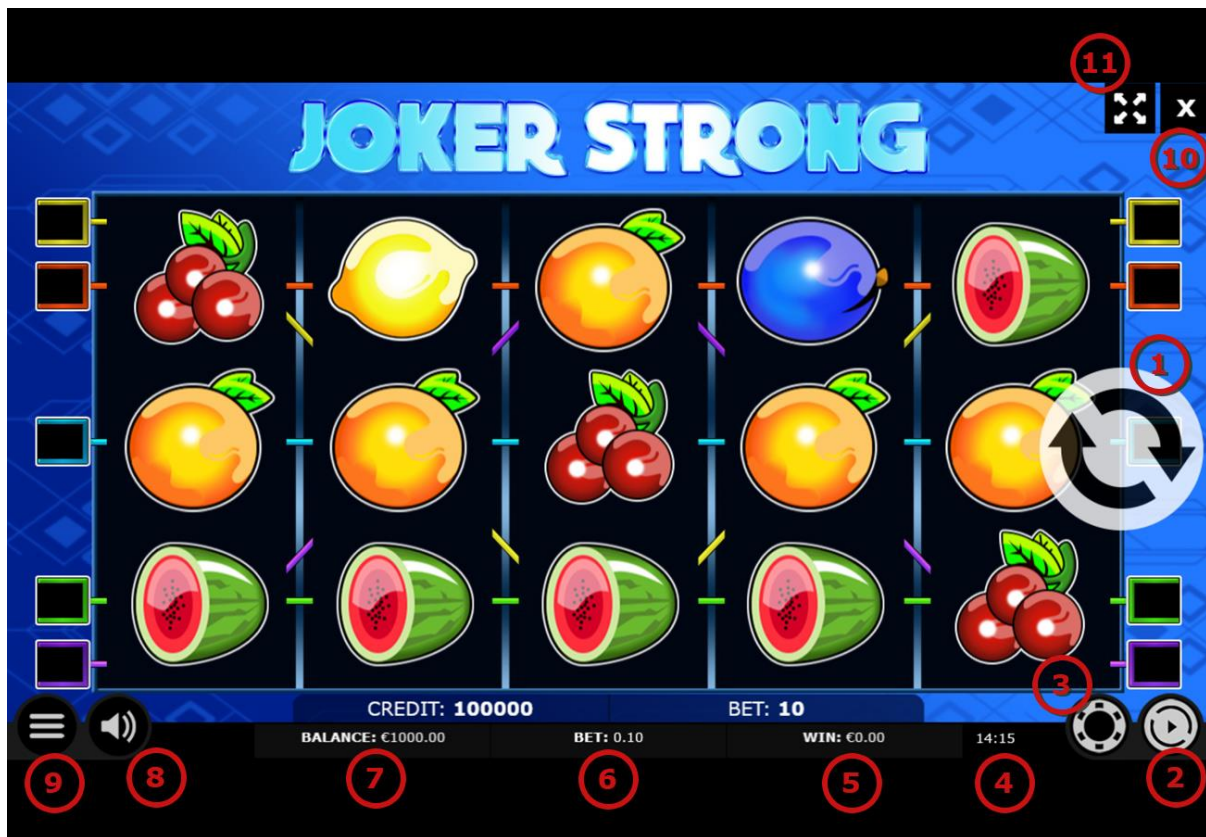 11
JOKER STRONG
X
10
1
3
CREDIT: 100000 BET: 10
BALANCE: €1000.00 BET: 0.10 WIN: €0.00 14:15
9 8 7 6 5 4 2